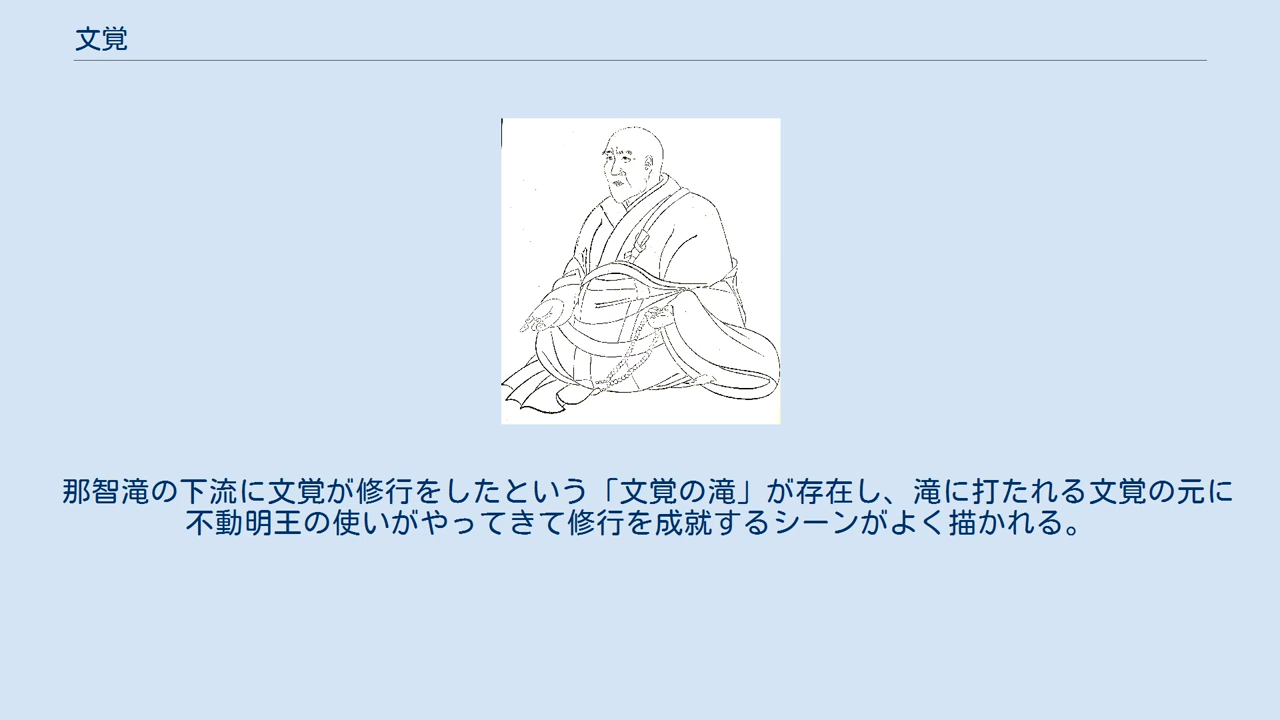 文覚
那智滝の下流に文覚が修行をしたという「文覚の滝」が存在し、滝に打たれる文覚の元に
不動明王の使いがやってきて修行を成就するシーンがよく描かれる。